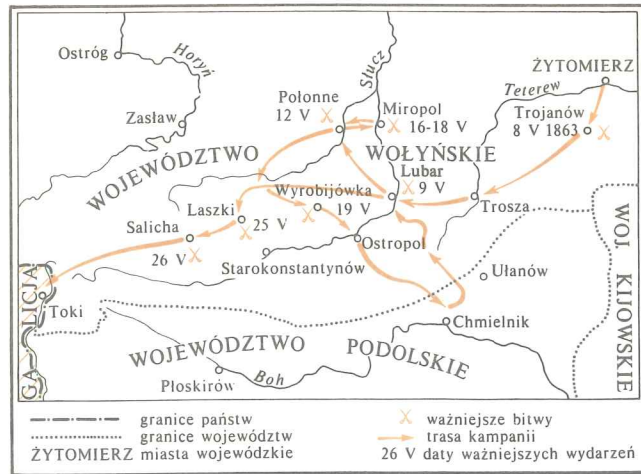 Ostróg
Horyń
Słucz
ŻYTOMIERZ
Teterew
Zasław
Połonne
12 V
Miropol
16-18 V
Trojanów
8 V 1863
WOJEWÓDZTWO
WOŁYŃSKIE
Lubar
9 V
Wyrobijówka
19 V
Trosza
Laszki
25 V
Salicha
26 V
Ostropol
Starokonstantynów
Ułanów
WOJ. KIJOWSKIE
GALICJA
Toki
Chmielnik
WOJEWÓDZTWO
PODOLSKIE
Płoskirów
Boh
granice państw
granice województw
ŻYTOMIERZ miasta wojewódzkie
ważniejsze bitwy
trasa kampanii
26 V daty ważniejszych wydarzeń